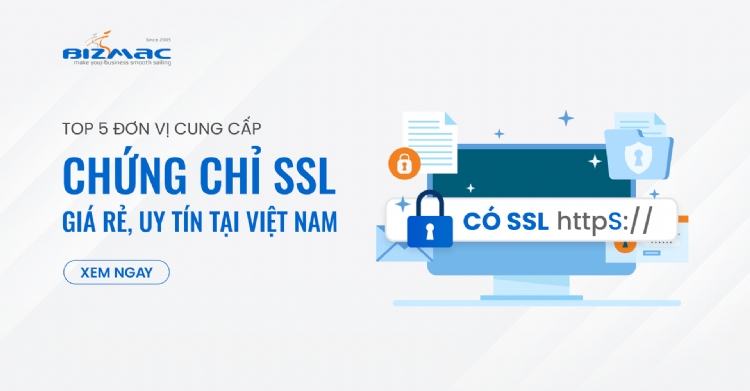 Since 2005
BIZMAC
make your business smooth sailing
TOP 5 ĐƠN VỊ CUNG CẤP
CHỨNG CHỈ SSL
GIÁ RẺ, UY TÍN TẠI VIỆT NAM
XEM NGAY
CÓ SSL httpS://